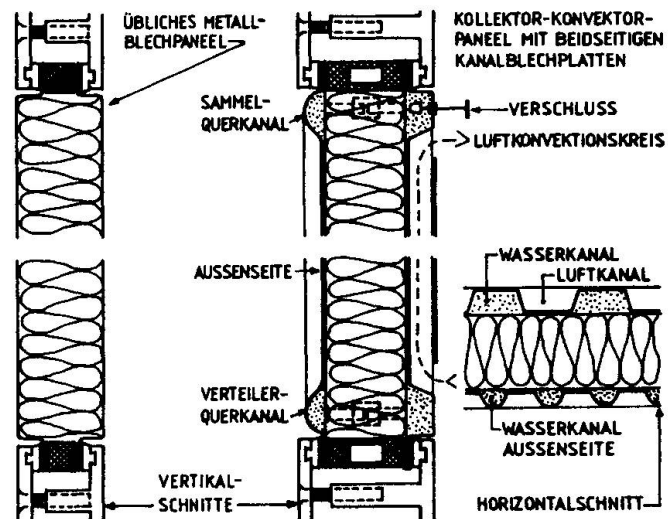 ÜBLICHES METALL-
BLECHPANEEL
KOLLEKTOR-KONVEKTOR-
PANEEL MIT BEIDSEITIGEN
KANALBLECHPLATTEN
SAMMEL-
QUERKANAL
VERSCHLUSS
LUFTKONVEKTIONSKREIS
AUSSENSEITE
WASSERKANAL
LUFTKANAL
VERTEILER-
QUERKANAL
WASSERKANAL
AUSSENSEITE
VERTIKAL-
SCHNITTE
HORIZONTALSCHNITT